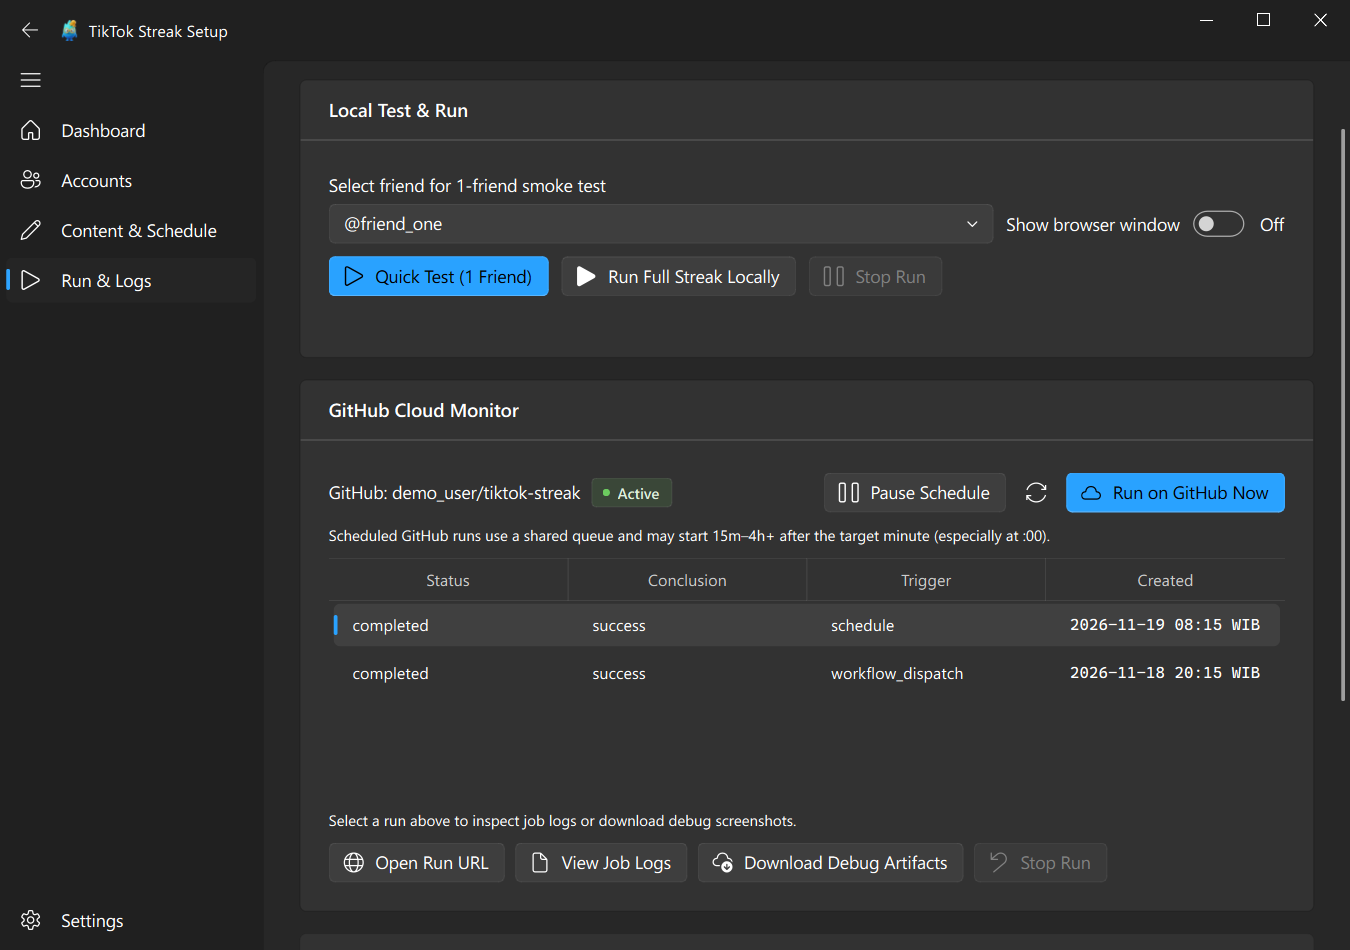 TikTok Streak Setup
Dashboard
Accounts
Content & Schedule
Run & Logs
Settings
Local Test & Run
Select friend for 1-friend smoke test
@friend_one
Show browser window
Off
Quick Test (1 Friend)
Run Full Streak Locally
Stop Run
GitHub Cloud Monitor
GitHub: demo_user/tiktok-streak
Active
Pause Schedule
Run on GitHub Now
Scheduled GitHub runs use a shared queue and may start 15m–4h+ after the target minute (especially at :00).
Status Conclusion Trigger Created
completed success schedule 2026-11-19 08:15 WIB
completed success workflow_dispatch 2026-11-18 20:15 WIB
Select a run above to inspect job logs or download debug screenshots.
Open Run URL
View Job Logs
Download Debug Artifacts
Stop Run